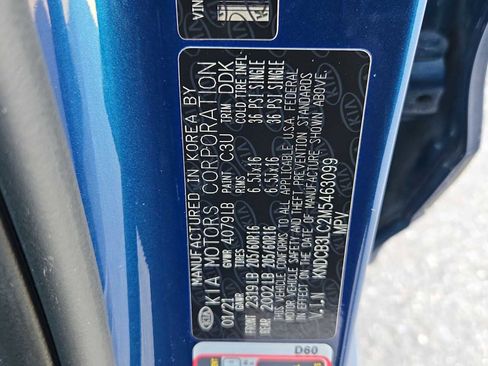 VIN
MANUFACTURED IN KOREA BY
KIA MOTORS CORPORATION
01/21 GVWR 4079LB PAINT C3U TRIM DDK
GAWR TIRES RIMS COLD TIRE INFL.
FRONT 2319LB 205/60R16 6.5JX16 36 PSI SINGLE
REAR 2002LB 205/60R16 6.5JX16 36 PSI SINGLE
THIS VEHICLE CONFORMS TO ALL APPLICABLE U.S.A. FEDERAL
MOTOR VEHICLE SAFETY AND THEFT PREVENTION STANDARDS
IN EFFECT ON THE DATE OF MANUFACTURE SHOWN ABOVE.
V.I.N KNDCB3LC2M5463099
MPV
KIA
D60